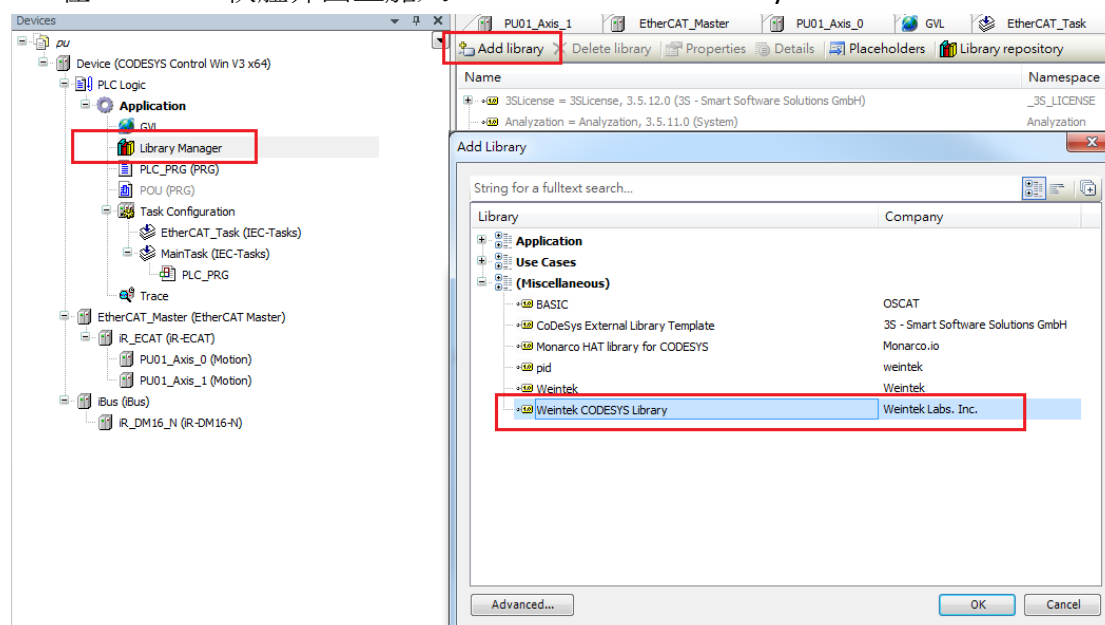 Devices
pu
Device (CODESYS Control Win V3 x64)
PLC Logic
Application
GVL
Library Manager
PLC_PRG (PRG)
POU (PRG)
Task Configuration
EtherCAT_Task (IEC-Tasks)
MainTask (IEC-Tasks)
PLC_PRG
Trace
EtherCAT_Master (EtherCAT Master)
iR_ECAT (iR-ECAT)
PU01_Axis_0 (Motion)
PU01_Axis_1 (Motion)
iBus (iBus)
iR_DM16_N (iR-DM16-N)
PU01_Axis_1 EtherCAT_Master PU01_Axis_0 GVL EtherCAT_Task
Add library Delete library Properties Details Placeholders Library repository
Name Namespace
3SLicense = 3SLicense, 3.5.12.0 (3S - Smart Software Solutions GmbH) _3S_LICENSE
Analyzation = Analyzation, 3.5.11.0 (System) Analyzation
Add Library
String for a fulltext search...
Library Company
Application
Use Cases
(Miscellaneous)
BASIC OSCAT
CoDeSys External Library Template 3S - Smart Software Solutions GmbH
Monarco HAT library for CODESYS Monarco.io
pid weintek
Weintek Weintek
Weintek CODESYS Library Weintek Labs. Inc.
Advanced... OK Cancel